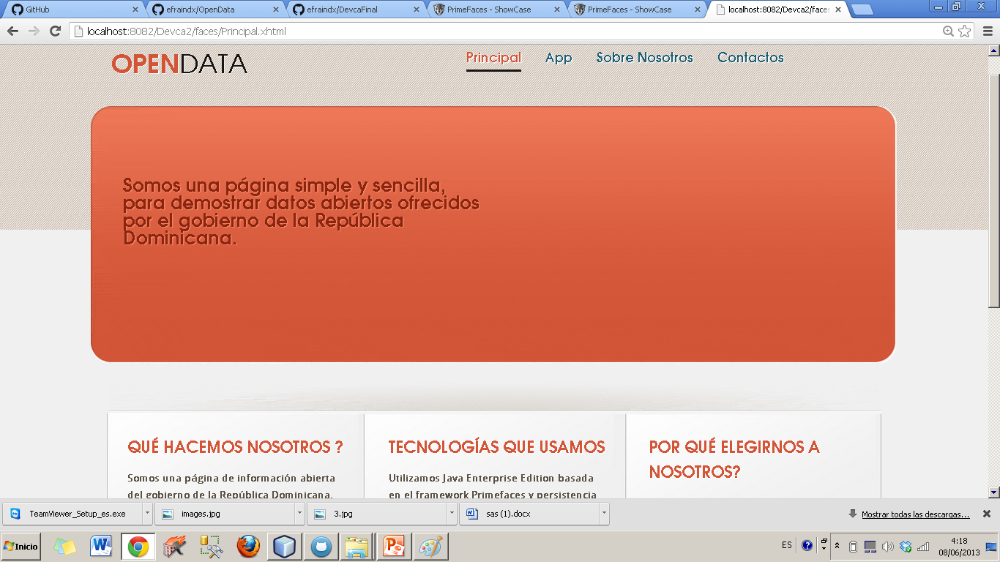 GitHub
efraindx/OpenData
efraindx/DevcaFinal
PrimeFaces - ShowCase
PrimeFaces - ShowCase
localhost:8082/Devca2/faces
localhost:8082/Devca2/faces/Principal.xhtml
OPENDATA
Principal
App
Sobre Nosotros
Contactos
Somos una página simple y sencilla,
para demostrar datos abiertos ofrecidos
por el gobierno de la República
Dominicana.
QUÉ HACEMOS NOSOTROS ?
Somos una página de información abierta
del gobierno de la República Dominicana.
TECNOLOGÍAS QUE USAMOS
Utilizamos Java Enterprise Edition basada
en el framework Primefaces y persistencia
POR QUÉ ELEGIRNOS A
NOSOTROS?
TeamViewer_Setup_es.exe
images.jpg
3.jpg
sas (1).docx
Mostrar todas las descargas...
Inicio
ES
4:18
08/06/2013